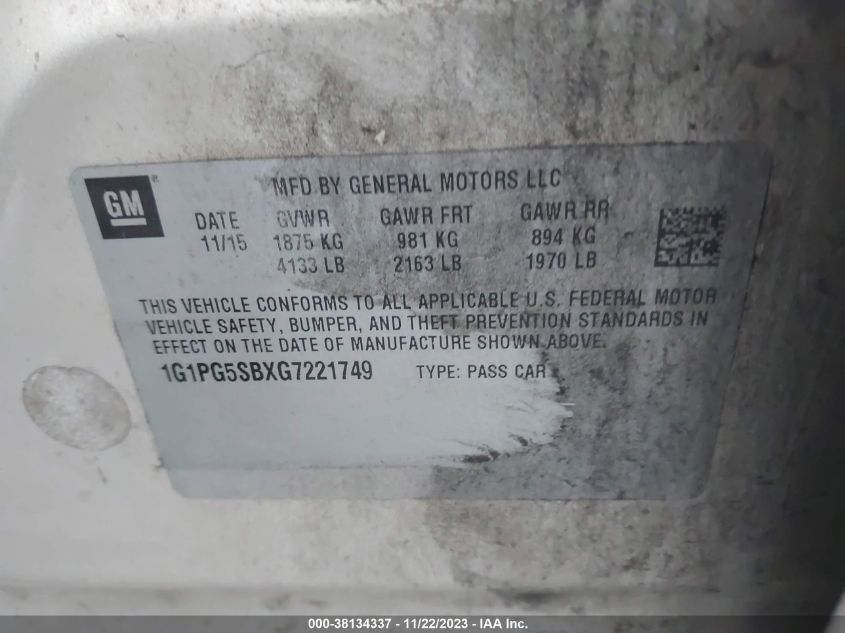 GM®
MFD BY GENERAL MOTORS LLC
DATE GVWR GAWR FRT GAWR RR
11/15 1875 KG 981 KG 894 KG
4133 LB 2163 LB 1970 LB
THIS VEHICLE CONFORMS TO ALL APPLICABLE U.S. FEDERAL MOTOR
VEHICLE SAFETY, BUMPER, AND THEFT PREVENTION STANDARDS IN
EFFECT ON THE DATE OF MANUFACTURE SHOWN ABOVE.
1G1PG5SBXG7221749 TYPE: PASS CAR
000-38134337 - 11/22/2023 - IAA Inc.